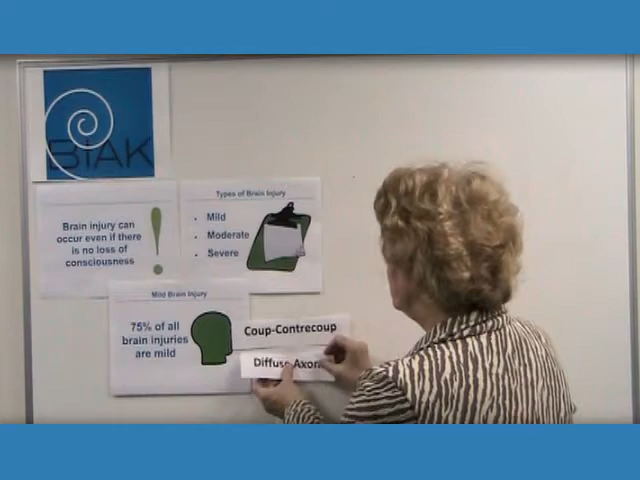 BIAK
Types of Brain Injury
Mild
Moderate
Severe
Brain injury can
occur even if there
is no loss of
consciousness
Mild Brain Injury
75% of all
brain injuries
are mild
Coup-Contrecoup
Diffuse Axon